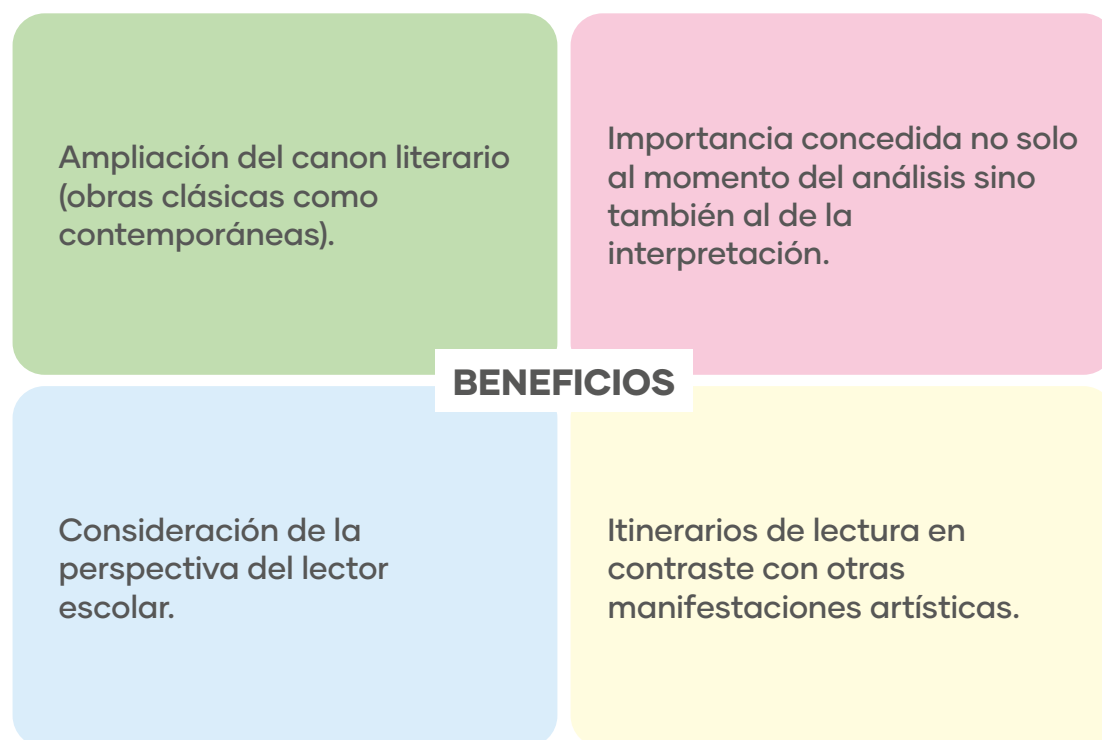 Ampliación del canon literario
(obras clásicas como
contemporáneas).
Importancia concedida no solo
al momento del análisis sino
también al de la
interpretación.
BENEFICIOS
Consideración de la
perspectiva del lector
escolar.
Itinerarios de lectura en
contraste con otras
manifestaciones artísticas.